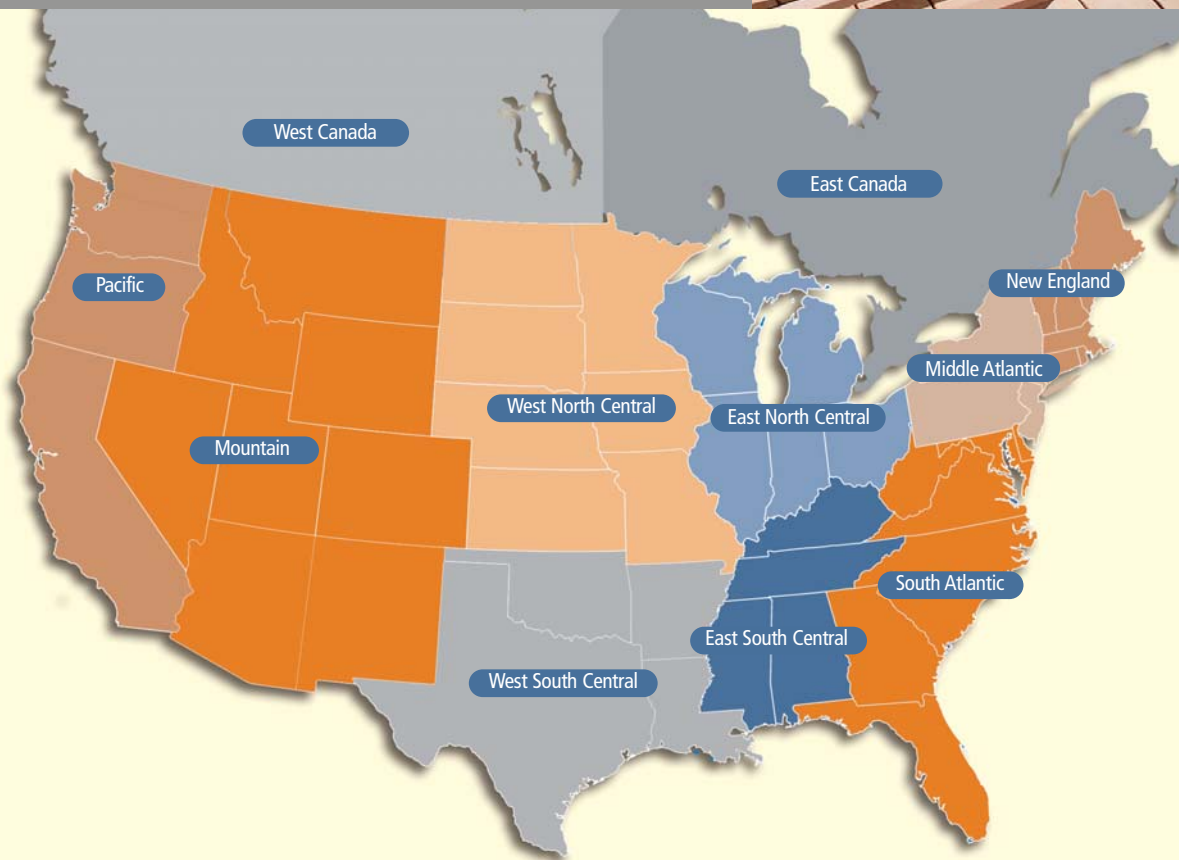 West Canada
East Canada
Pacific
New England
Middle Atlantic
West North Central
East North Central
Mountain
South Atlantic
East South Central
West South Central